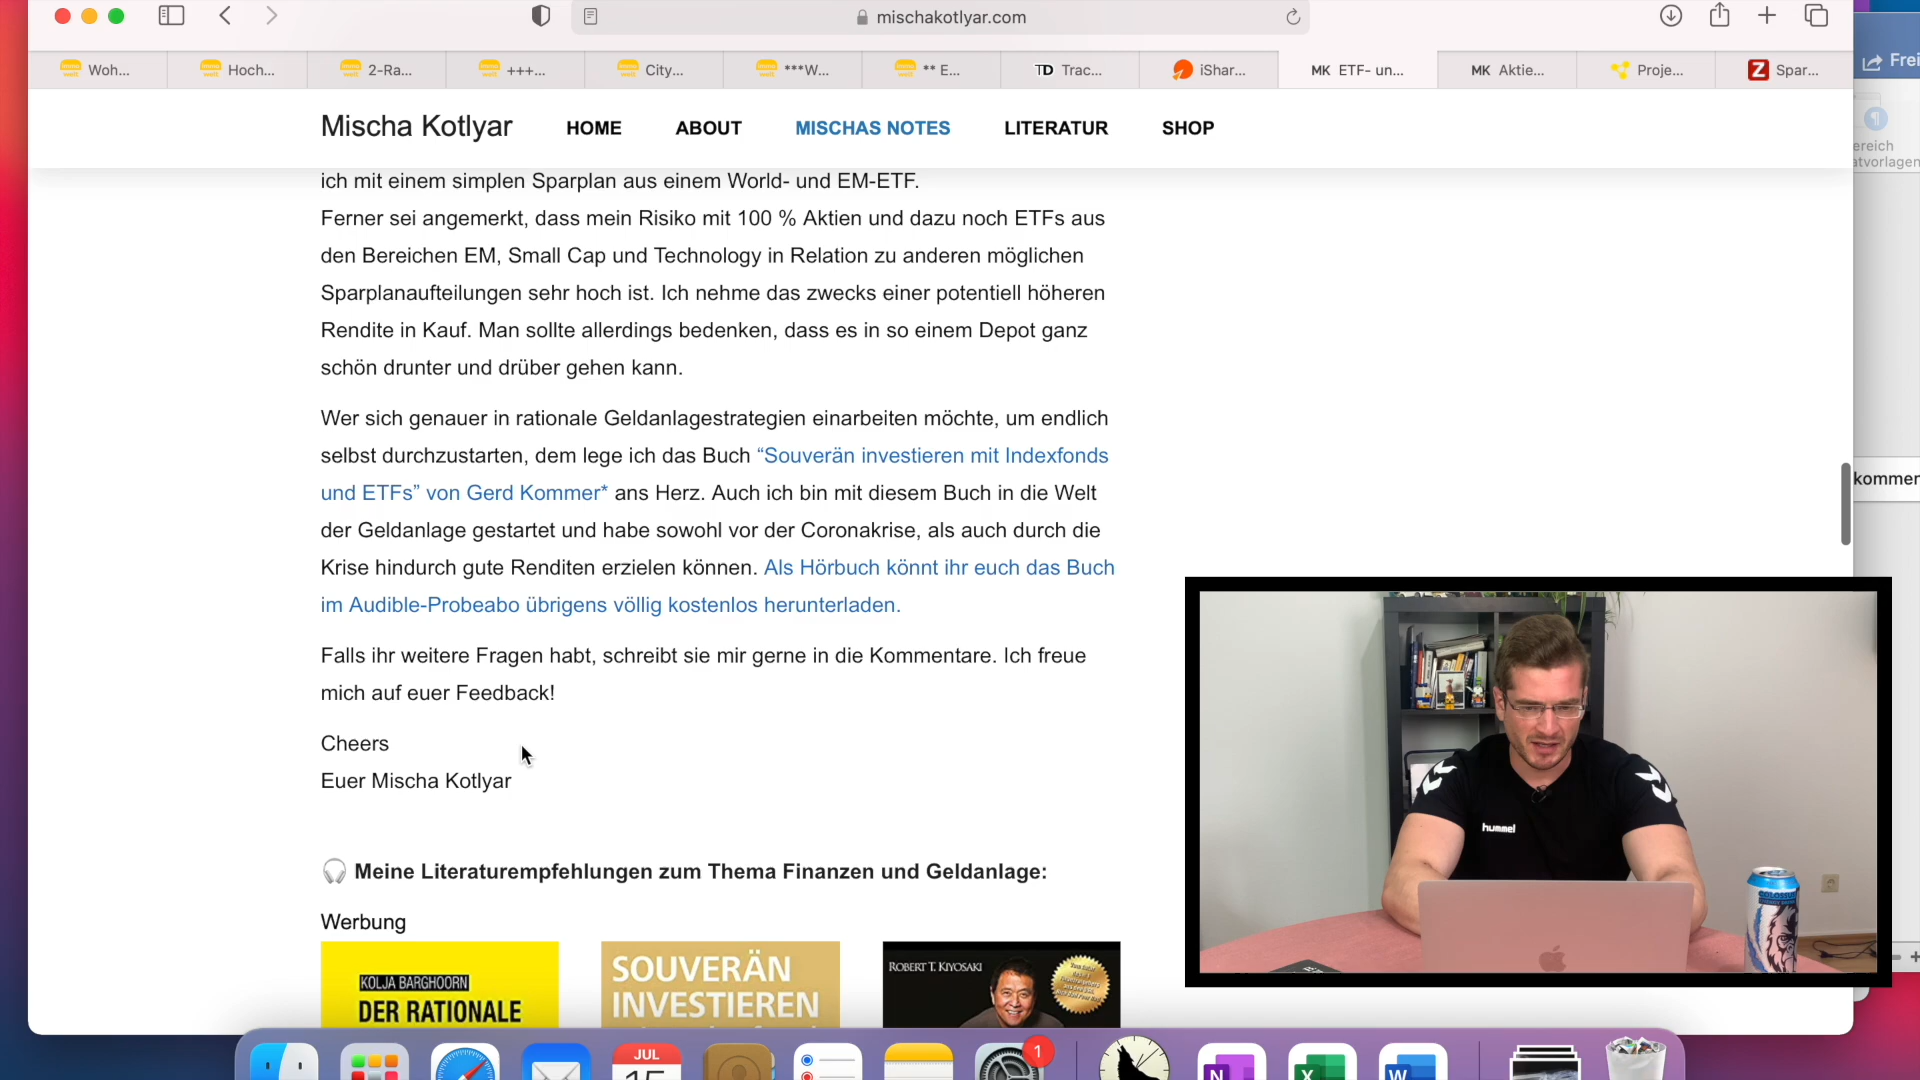 mischakotlyar.com
Woh...
Hoch...
2-Ra...
+++...
City...
***W...
** E...
TD Trac...
iShar...
MK ETF- un...
MK Aktie...
Proje...
Z Spar...
Frei
Mischa Kotlyar
HOME
ABOUT
MISCHAS NOTES
LITERATUR
SHOP
ereich
atvorlagen
ich mit einem simplen Sparplan aus einem World- und EM-ETF.
Ferner sei angemerkt, dass mein Risiko mit 100 % Aktien und dazu noch ETFs aus
den Bereichen EM, Small Cap und Technology in Relation zu anderen möglichen
Sparplanaufteilungen sehr hoch ist. Ich nehme das zwecks einer potentiell höheren
Rendite in Kauf. Man sollte allerdings bedenken, dass es in so einem Depot ganz
schön drunter und drüber gehen kann.
Wer sich genauer in rationale Geldanlagestrategien einarbeiten möchte, um endlich
selbst durchzustarten, dem lege ich das Buch “Souverän investieren mit Indexfonds
und ETFs” von Gerd Kommer* ans Herz. Auch ich bin mit diesem Buch in die Welt
der Geldanlage gestartet und habe sowohl vor der Coronakrise, als auch durch die
Krise hindurch gute Renditen erzielen können. Als Hörbuch könnt ihr euch das Buch
im Audible-Probeabo übrigens völlig kostenlos herunterladen.
kommen
Falls ihr weitere Fragen habt, schreibt sie mir gerne in die Kommentare. Ich freue
mich auf euer Feedback!
Cheers
Euer Mischa Kotlyar
hummel
Meine Literaturempfehlungen zum Thema Finanzen und Geldanlage:
Werbung
KOLJA BARGHOORN
DER RATIONALE
SOUVERÄN
INVESTIEREN
ROBERT T. KIYOSAKI
JUL
15
1
N
X
W